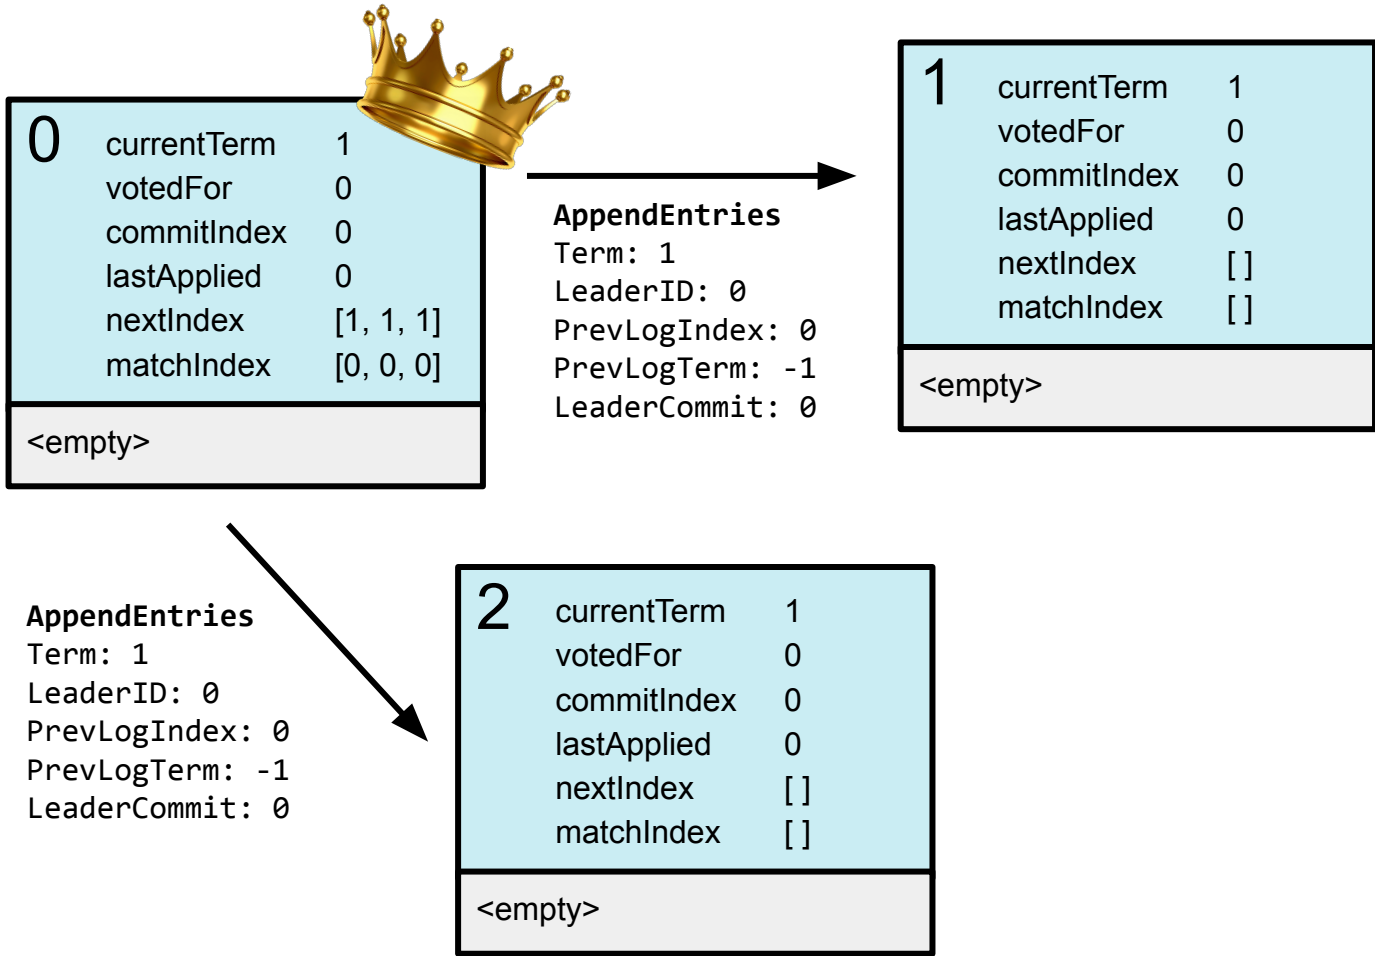 0
currentTerm 1
votedFor 0
commitIndex 0
lastApplied 0
nextIndex [1, 1, 1]
matchIndex [0, 0, 0]
<empty>
AppendEntries
Term: 1
LeaderID: 0
PrevLogIndex: 0
PrevLogTerm: -1
LeaderCommit: 0
1
currentTerm 1
votedFor 0
commitIndex 0
lastApplied 0
nextIndex [ ]
matchIndex [ ]
<empty>
AppendEntries
Term: 1
LeaderID: 0
PrevLogIndex: 0
PrevLogTerm: -1
LeaderCommit: 0
2
currentTerm 1
votedFor 0
commitIndex 0
lastApplied 0
nextIndex [ ]
matchIndex [ ]
<empty>